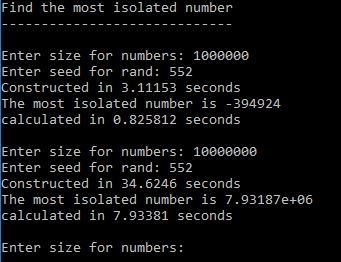 Find the most isolated number
-----------------------------
Enter size for numbers: 1000000
Enter seed for rand: 552
Constructed in 3.11153 seconds
The most isolated number is -394924
calculated in 0.825812 seconds
Enter size for numbers: 10000000
Enter seed for rand: 552
Constructed in 34.6246 seconds
The most isolated number is 7.93187e+06
calculated in 7.93381 seconds
Enter size for numbers: